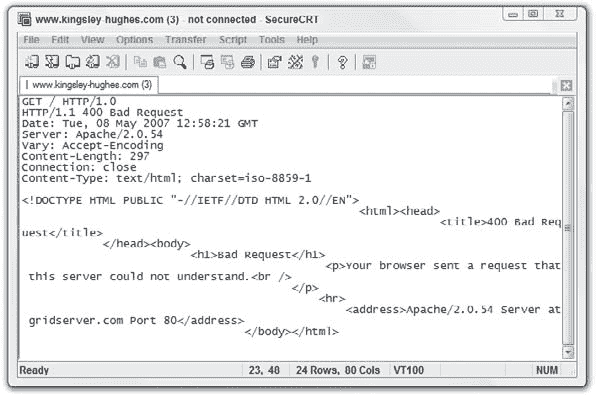 www.kingsley-hughes.com (3) - not connected - SecureCRT
File Edit View Options Transfer Script Tools Help
www.kingsley-hughes.com (3)
GET / HTTP/1.0
HTTP/1.1 400 Bad Request
Date: Tue, 08 May 2007 12:58:21 GMT
Server: Apache/2.0.54
Vary: Accept-Encoding
Content-Length: 297
Connection: close
Content-Type: text/html; charset=iso-8859-1
<!DOCTYPE HTML PUBLIC "-//IETF//DTD HTML 2.0//EN">
<html><head>
<title>400 Bad Req
uest</title>
</head><body>
<h1>Bad Request</h1>
<p>Your browser sent a request that
this server could not understand.<br />
</p>
<hr>
<address>Apache/2.0.54 Server at
gridserver.com Port 80</address>
</body></html>
Ready 23, 48 24 Rows, 80 Cols VT100 NUM